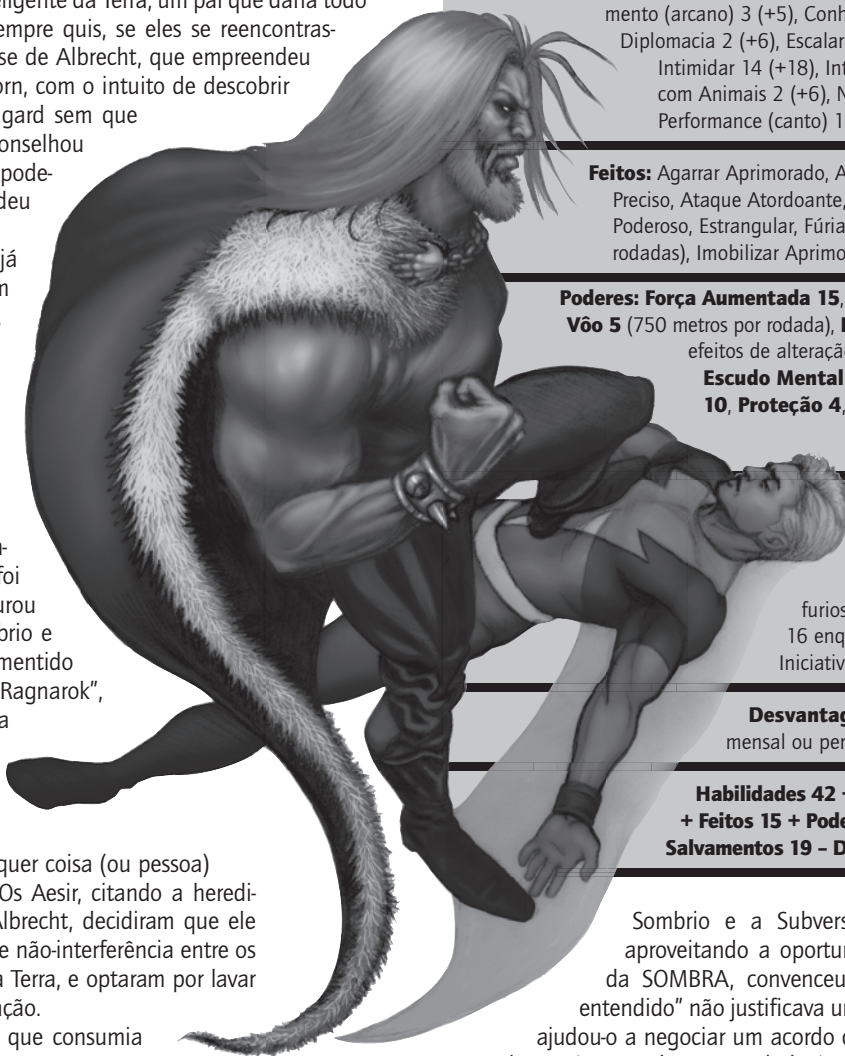 eligente da Terra, um pai que daria todo
empre quis, se eles se reencontras-
se de Albrecht, que empreendeu
orn, com o intuito de descobrir
gard sem que
onselhou
pode-
deu
já
m
-
foi
urou
brio e
mentido
Ragnarok",
a
quer coisa (ou pessoa)
Os Aesir, citando a heredi-
Albrecht, decidiram que ele
e não-interferência entre os
a Terra, e optaram por lavar
ação.
que consumia
mento (arcano) 3 (+5), Conh
Diplomacia 2 (+6), Escalar
Intimidar 14 (+18), Int
com Animais 2 (+6), N
Performance (canto) 1
Feitos: Agarrar Aprimorado, A
Preciso, Ataque Atordoante,
Poderoso, Estrangular, Fúria
rodadas), Imobilizar Aprimo
Poderes: Força Aumentada 15,
Vôo 5 (750 metros por rodada),
efeitos de alteraçã
Escudo Mental
10, Proteção 4,
furios
16 enq
Iniciativ
Desvantag
mensal ou per
Habilidades 42
+ Feitos 15 + Pode
Salvamentos 19 – D
Sombrio e a Subvers
aproveitando a oportu
da SOMBRA, convenceu
entendido" não justificava u
ajudou-o a negociar um acordo